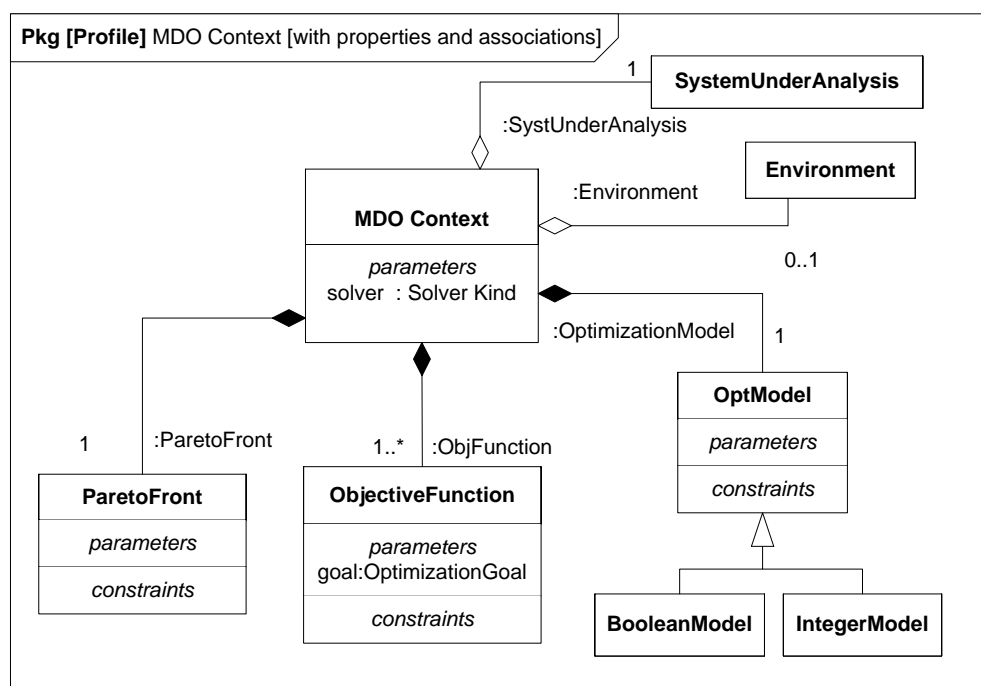 Pkg [Profile] MDO Context [with properties and associations]
1
SystemUnderAnalysis
:SystUnderAnalysis
Environment
:Environment
0..1
MDO Context
parameters
solver : Solver Kind
:OptimizationModel
1
OptModel
parameters
constraints
1
:ParetoFront
1..*
:ObjFunction
ParetoFront
parameters
constraints
ObjectiveFunction
parameters
goal:OptimizationGoal
constraints
BooleanModel
IntegerModel